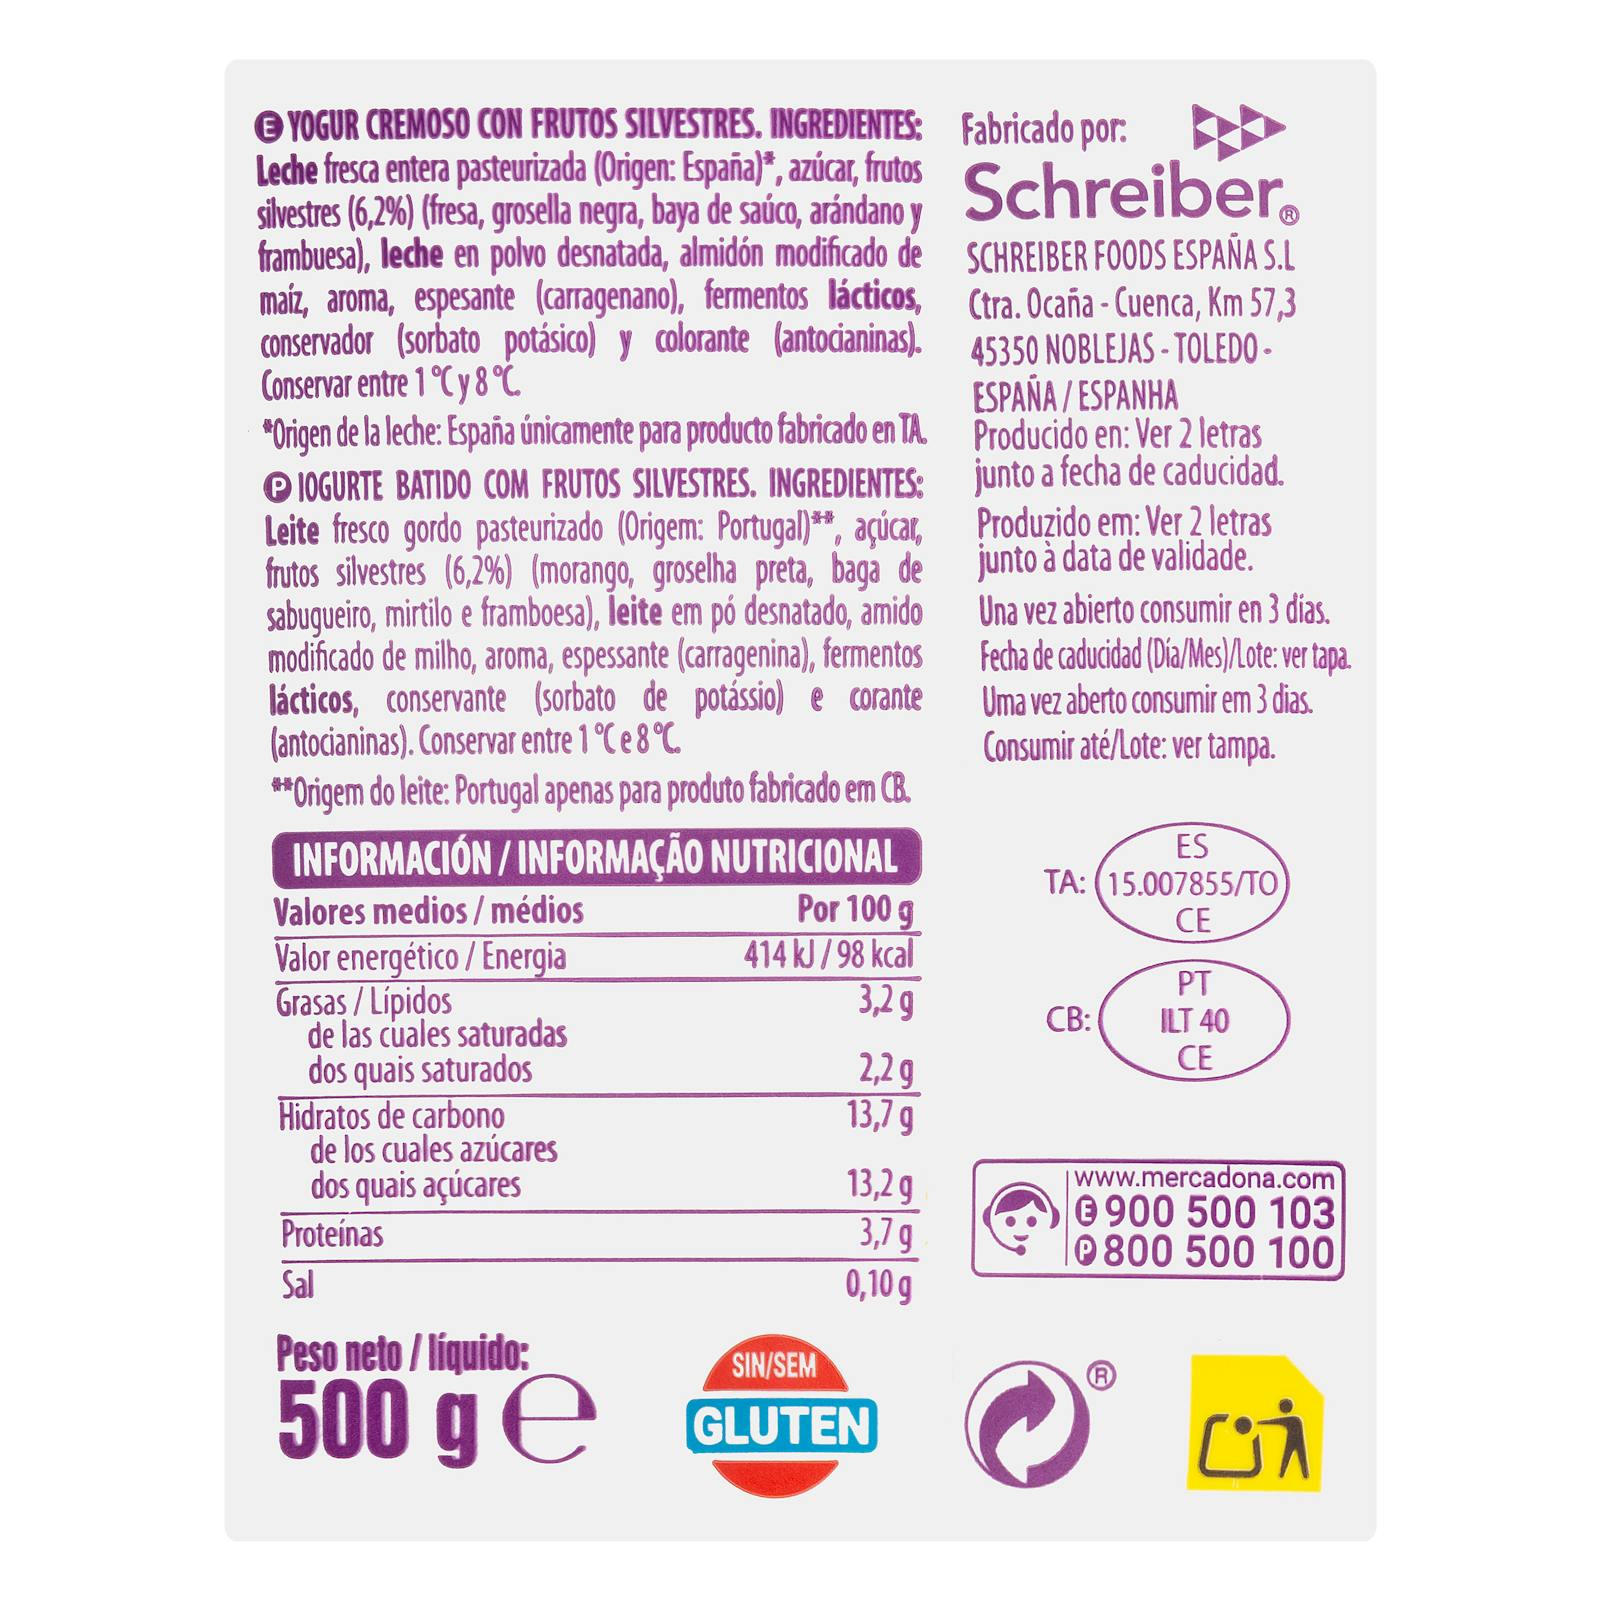 E YOGUR CREMOSO CON FRUTOS SILVESTRES. INGREDIENTES:
Leche fresca entera pasteurizada (Origen: España)*, azúcar, frutos
silvestres (6,2%) (fresa, grosella negra, baya de saúco, arándano y
frambuesa), leche en polvo desnatada, almidón modificado de
maíz, aroma, espesante (carragenano), fermentos lácticos,
conservador (sorbato potásico) y colorante (antocianinas).
Conservar entre 1 °C y 8 °C.
*Origen de la leche: España únicamente para producto fabricado en TA.
P IOGURTE BATIDO COM FRUTOS SILVESTRES. INGREDIENTES:
Leite fresco gordo pasteurizado (Origem: Portugal)**, açúcar,
frutos silvestres (6,2%) (morango, groselha preta, baga de
sabugueiro, mirtilo e framboesa), leite em pó desnatado, amido
modificado de milho, aroma, espessante (carragenina), fermentos
lácticos, conservante (sorbato de potássio) e corante
(antocianinas). Conservar entre 1 °C e 8 °C.
**Origem do leite: Portugal apenas para produto fabricado em CB.
INFORMACIÓN / INFORMAÇÃO NUTRICIONAL
Valores medios / médios Por 100 g
Valor energético / Energia 414 kJ / 98 kcal
Grasas / Lípidos 3,2 g
de las cuales saturadas
dos quais saturados 2,2 g
Hidratos de carbono 13,7 g
de los cuales azúcares
dos quais açúcares 13,2 g
Proteínas 3,7 g
Sal 0,10 g
Peso neto / líquido:
500 g e
SIN/SEM
GLUTEN
Fabricado por:
Schreiber®
SCHREIBER FOODS ESPAÑA S.L
Ctra. Ocaña - Cuenca, Km 57,3
45350 NOBLEJAS - TOLEDO -
ESPAÑA / ESPANHA
Producido en: Ver 2 letras
junto a fecha de caducidad.
Produzido em: Ver 2 letras
junto à data de validade.
Una vez abierto consumir en 3 días.
Fecha de caducidad (Día/Mes)/Lote: ver tapa.
Uma vez aberto consumir em 3 dias.
Consumir até/Lote: ver tampa.
ES
TA: 15.007855/TO
CE
PT
CB: ILT 40
CE
www.mercadona.com
E 900 500 103
P 800 500 100
®